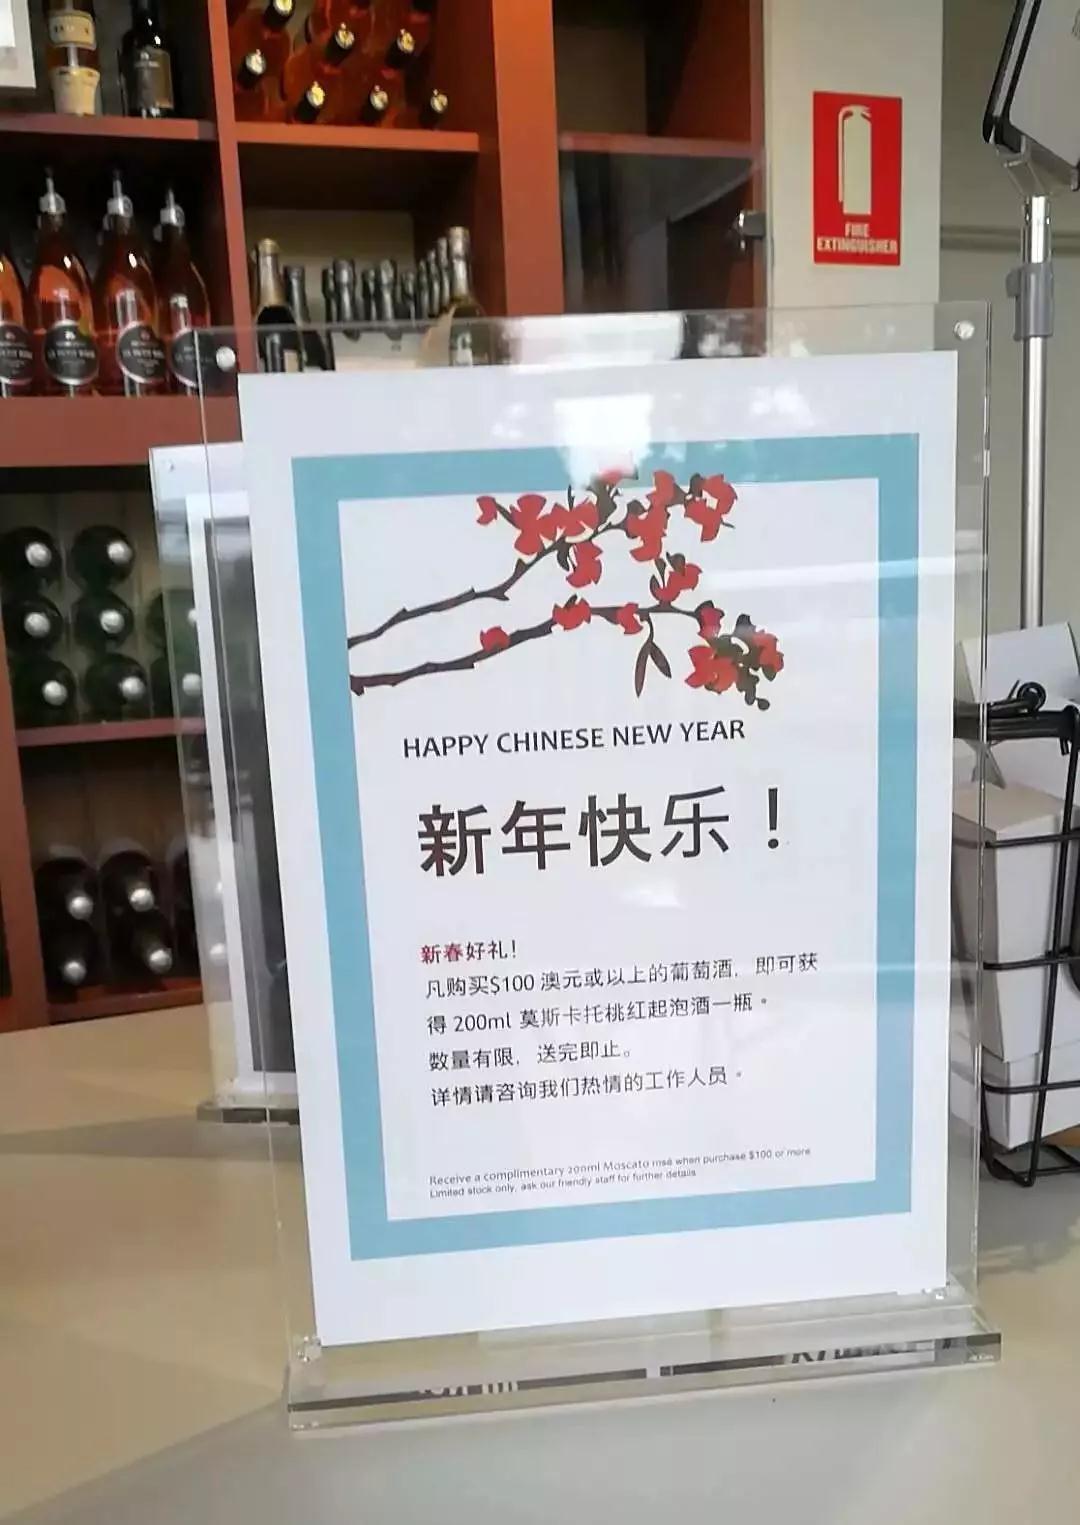 FIRE
EXTINGUISHER
HAPPY CHINESE NEW YEAR
新年快乐！
新春好礼！
凡购买$100 澳元或以上的葡萄酒，即可获
得 200ml 莫斯卡托桃红起泡酒一瓶。
数量有限，送完即止。
详情请咨询我们热情的工作人员。
Receive a complimentary 200ml Moscato rosé when purchase $100 or more
Limited stock only, ask our friendly staff for further details